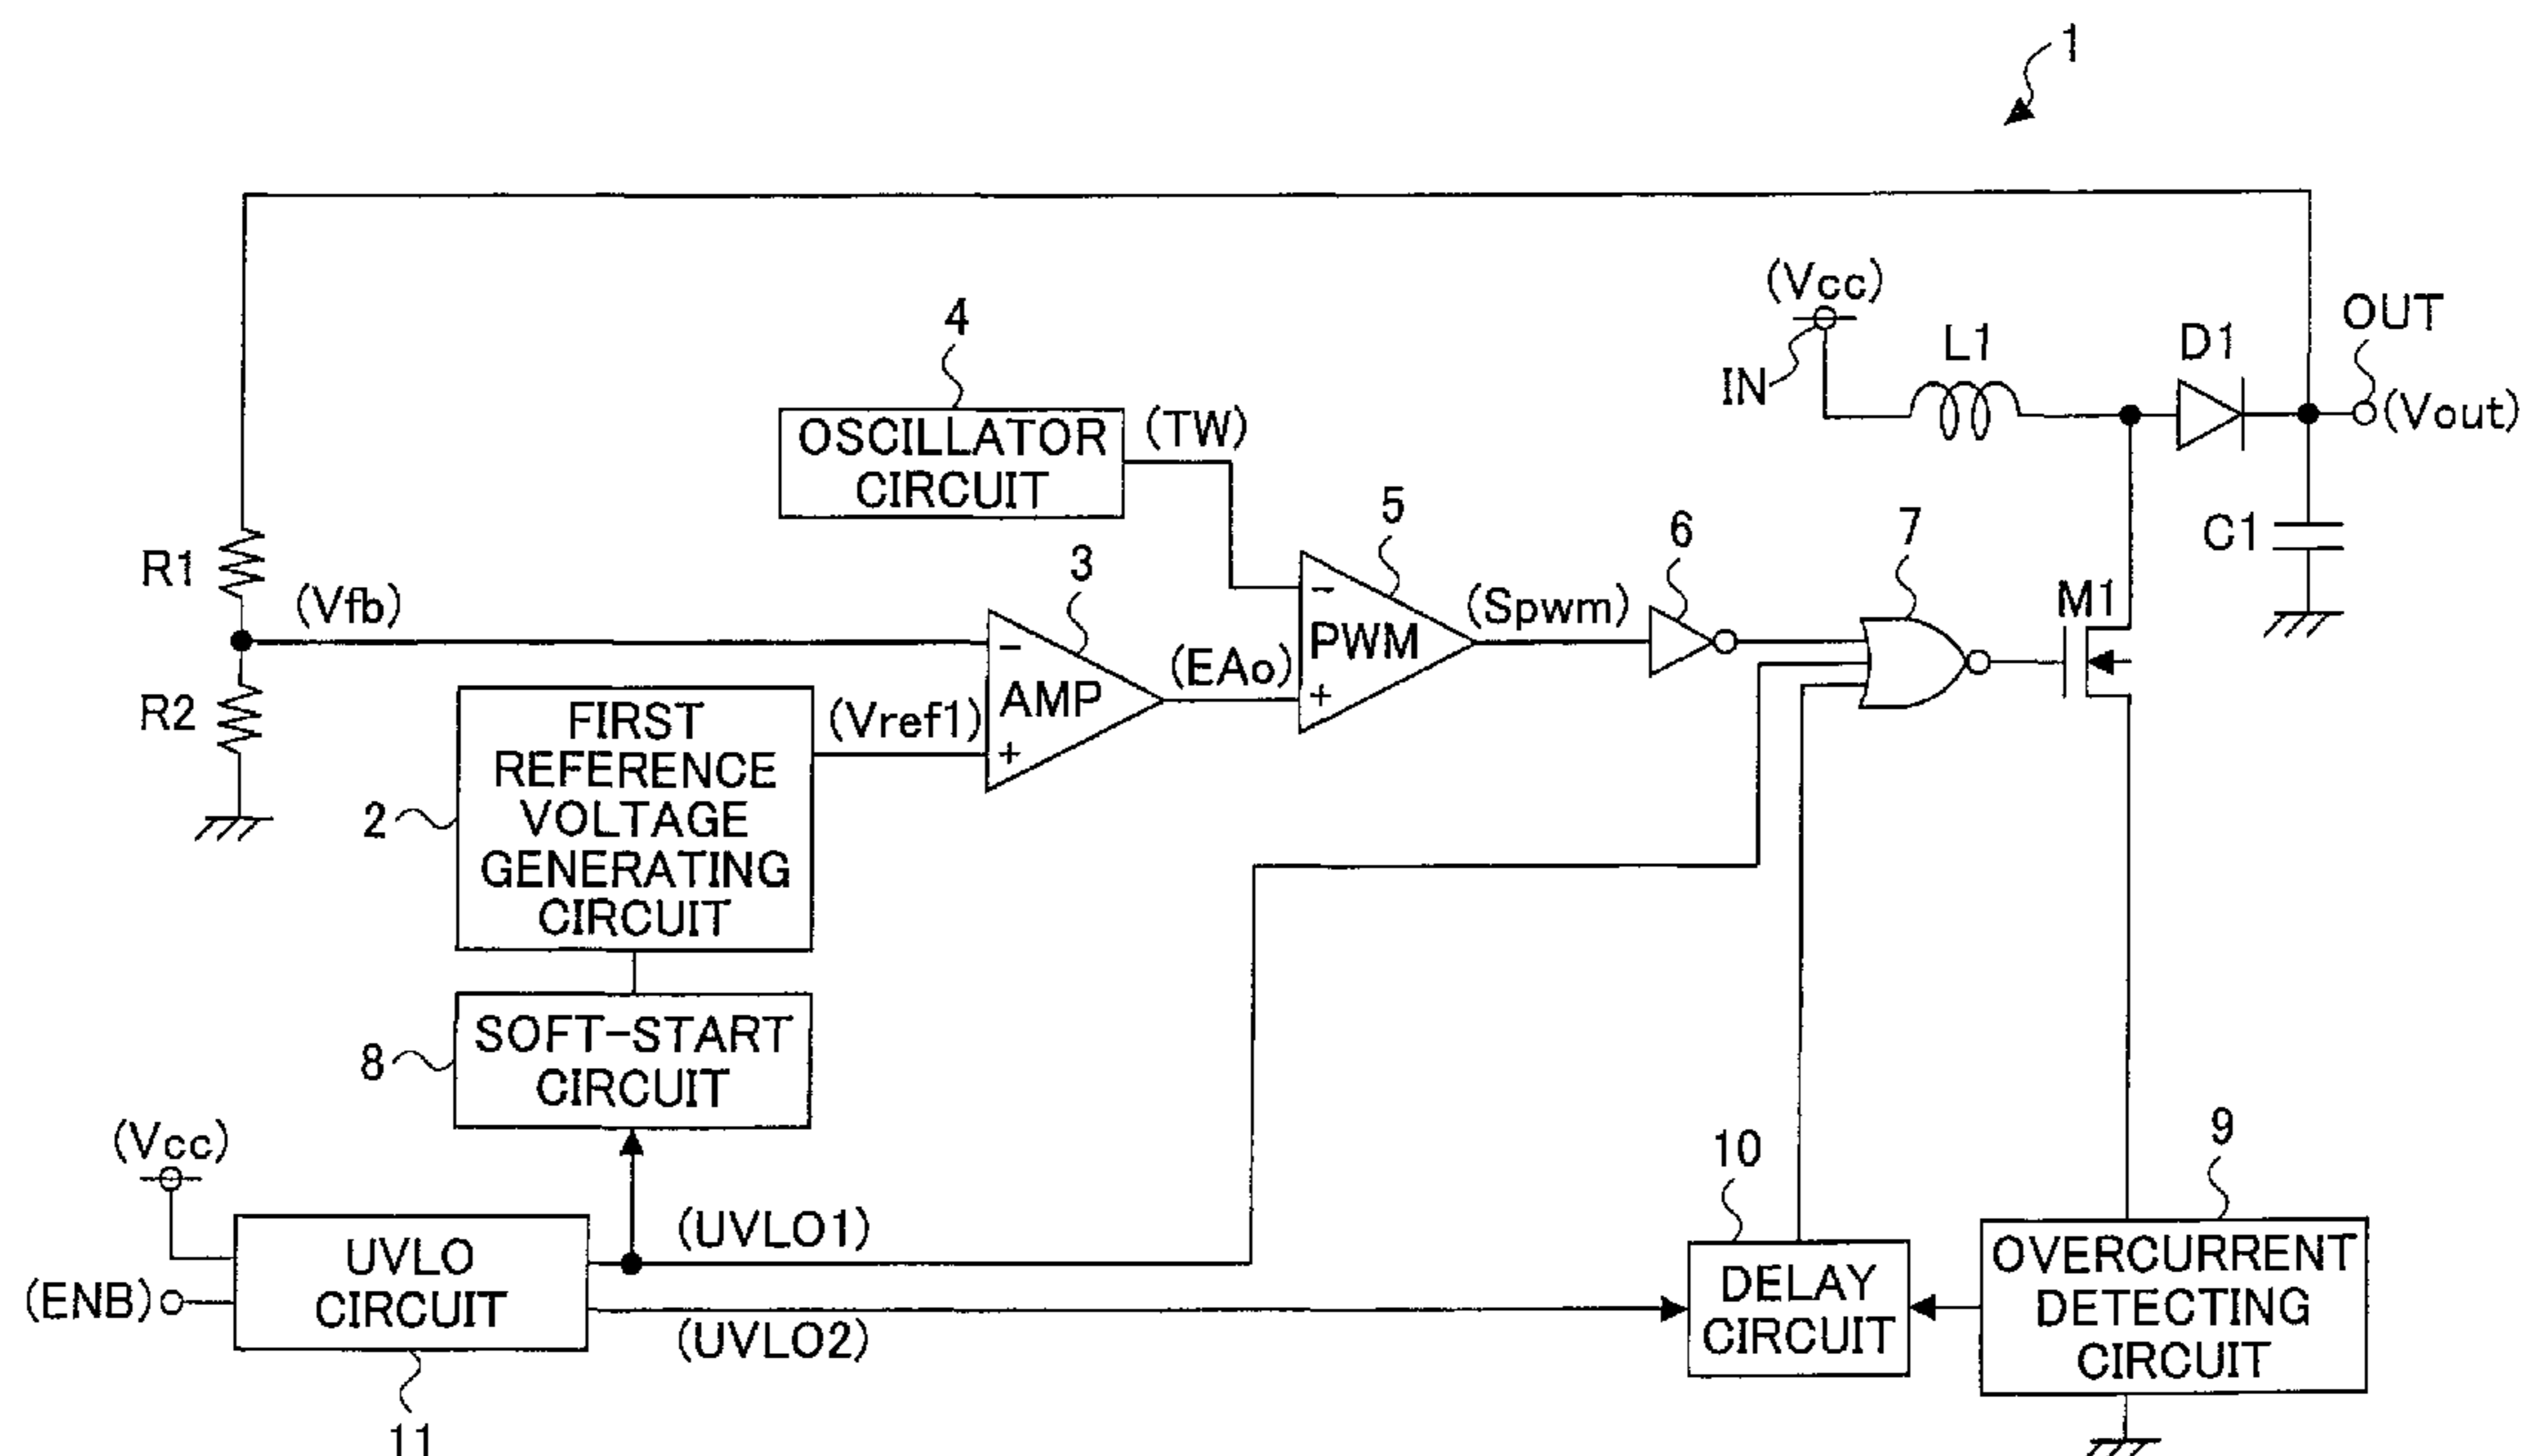 1
(Vcc)
OUT
4
L1
D1
IN
(Vout)
OSCILLATOR
CIRCUIT
(TW)
5
6
7
C1
R1
(Vfb)
3
(Spwm)
M1
-
-
PWM
(EAo)
+
AMP
R2
FIRST
REFERENCE
VOLTAGE
GENERATING
CIRCUIT
(Vref1)
+
2
SOFT-START
CIRCUIT
8
(Vcc)
10
9
UVLO
CIRCUIT
(UVLO1)
(ENB)
(UVLO2)
DELAY
CIRCUIT
OVERCURRENT
DETECTING
CIRCUIT
11